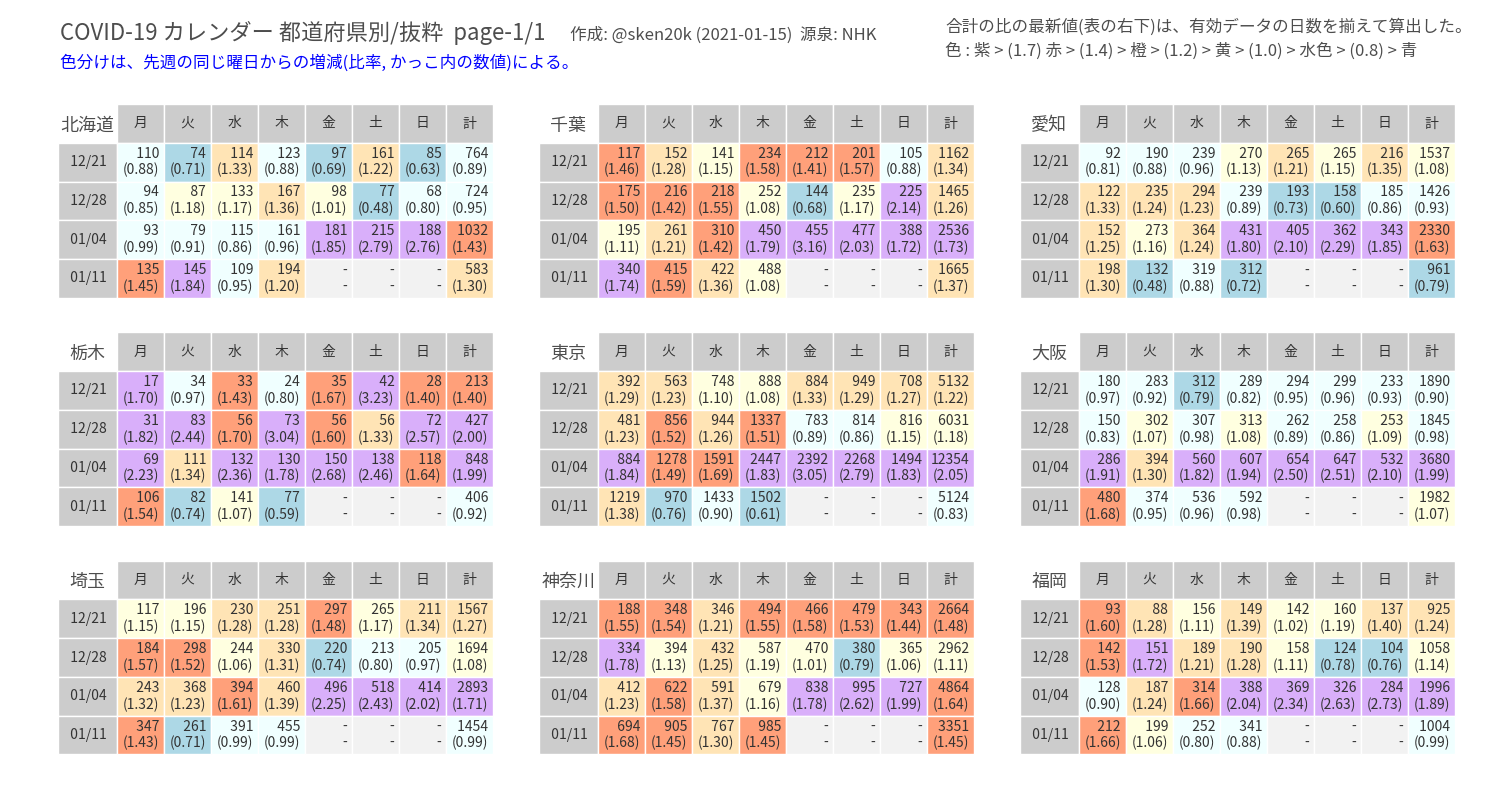 COVID-19 カレンダー 都道府県別/抜粋 page-1/1 作成: @sken20k (2021-01-15) 源泉: NHK
色分けは、先週の同じ曜日からの増減(比率, かっこ内の数値)による。
合計の比の最新値(表の右下)は、有効データの日数を揃えて算出した。
色 : 紫 > (1.7) 赤 > (1.4) > 橙 > (1.2) > 黄 > (1.0) > 水色 > (0.8) > 青
北海道 月 火 水 木 金 土 日 計
12/21 110 74 114 123 97 161 85 764
(0.88) (0.71) (1.33) (0.88) (0.69) (1.22) (0.63) (0.89)
12/28 94 87 133 167 98 77 68 724
(0.85) (1.18) (1.17) (1.36) (1.01) (0.48) (0.80) (0.95)
01/04 93 79 115 161 181 215 188 1032
(0.99) (0.91) (0.86) (0.96) (1.85) (2.79) (2.76) (1.43)
01/11 135 145 109 194 - - - 583
(1.45) (1.84) (0.95) (1.20) - - - (1.30)
千葉 月 火 水 木 金 土 日 計
12/21 117 152 141 234 212 201 105 1162
(1.46) (1.28) (1.15) (1.58) (1.41) (1.57) (0.88) (1.34)
12/28 175 216 218 252 144 235 225 1465
(1.50) (1.42) (1.55) (1.08) (0.68) (1.17) (2.14) (1.26)
01/04 195 261 310 450 455 477 388 2536
(1.11) (1.21) (1.42) (1.79) (3.16) (2.03) (1.72) (1.73)
01/11 340 415 422 488 - - - 1665
(1.74) (1.59) (1.36) (1.08) - - - (1.37)
愛知 月 火 水 木 金 土 日 計
12/21 92 190 239 270 265 265 216 1537
(0.81) (0.88) (0.96) (1.13) (1.21) (1.15) (1.35) (1.08)
12/28 122 235 294 239 193 158 185 1426
(1.33) (1.24) (1.23) (0.89) (0.73) (0.60) (0.86) (0.93)
01/04 152 273 364 431 405 362 343 2330
(1.25) (1.16) (1.24) (1.80) (2.10) (2.29) (1.85) (1.63)
01/11 198 132 319 312 - - - 961
(1.30) (0.48) (0.88) (0.72) - - - (0.79)
栃木 月 火 水 木 金 土 日 計
12/21 17 34 33 24 35 42 28 213
(1.70) (0.97) (1.43) (0.80) (1.67) (3.23) (1.40) (1.40)
12/28 31 83 56 73 56 56 72 427
(1.82) (2.44) (1.70) (3.04) (1.60) (1.33) (2.57) (2.00)
01/04 69 111 132 130 150 138 118 848
(2.23) (1.34) (2.36) (1.78) (2.68) (2.46) (1.64) (1.99)
01/11 106 82 141 77 - - - 406
(1.54) (0.74) (1.07) (0.59) - - - (0.92)
東京 月 火 水 木 金 土 日 計
12/21 392 563 748 888 884 949 708 5132
(1.29) (1.23) (1.10) (1.08) (1.33) (1.29) (1.27) (1.22)
12/28 481 856 944 1337 783 814 816 6031
(1.23) (1.52) (1.26) (1.51) (0.89) (0.86) (1.15) (1.18)
01/04 884 1278 1591 2447 2392 2268 1494 12354
(1.84) (1.49) (1.69) (1.83) (3.05) (2.79) (1.83) (2.05)
01/11 1219 970 1433 1502 - - - 5124
(1.38) (0.76) (0.90) (0.61) - - - (0.83)
大阪 月 火 水 木 金 土 日 計
12/21 180 283 312 289 294 299 233 1890
(0.97) (0.92) (0.79) (0.82) (0.95) (0.96) (0.93) (0.90)
12/28 150 302 307 313 262 258 253 1845
(0.83) (1.07) (0.98) (1.08) (0.89) (0.86) (1.09) (0.98)
01/04 286 394 560 607 654 647 532 3680
(1.91) (1.30) (1.82) (1.94) (2.50) (2.51) (2.10) (1.99)
01/11 480 374 536 592 - - - 1982
(1.68) (0.95) (0.96) (0.98) - - - (1.07)
埼玉 月 火 水 木 金 土 日 計
12/21 117 196 230 251 297 265 211 1567
(1.15) (1.15) (1.28) (1.28) (1.48) (1.17) (1.34) (1.27)
12/28 184 298 244 330 220 213 205 1694
(1.57) (1.52) (1.06) (1.31) (0.74) (0.80) (0.97) (1.08)
01/04 243 368 394 460 496 518 414 2893
(1.32) (1.23) (1.61) (1.39) (2.25) (2.43) (2.02) (1.71)
01/11 347 261 391 455 - - - 1454
(1.43) (0.71) (0.99) (0.99) - - - (0.99)
神奈川 月 火 水 木 金 土 日 計
12/21 188 348 346 494 466 479 343 2664
(1.55) (1.54) (1.21) (1.55) (1.58) (1.53) (1.44) (1.48)
12/28 334 394 432 587 470 380 365 2962
(1.78) (1.13) (1.25) (1.19) (1.01) (0.79) (1.06) (1.11)
01/04 412 622 591 679 838 995 727 4864
(1.23) (1.58) (1.37) (1.16) (1.78) (2.62) (1.99) (1.64)
01/11 694 905 767 985 - - - 3351
(1.68) (1.45) (1.30) (1.45) - - - (1.45)
福岡 月 火 水 木 金 土 日 計
12/21 93 88 156 149 142 160 137 925
(1.60) (1.28) (1.11) (1.39) (1.02) (1.19) (1.40) (1.24)
12/28 142 151 189 190 158 124 104 1058
(1.53) (1.72) (1.21) (1.28) (1.11) (0.78) (0.76) (1.14)
01/04 128 187 314 388 369 326 284 1996
(0.90) (1.24) (1.66) (2.04) (2.34) (2.63) (2.73) (1.89)
01/11 212 199 252 341 - - - 1004
(1.66) (1.06) (0.80) (0.88) - - - (0.99)